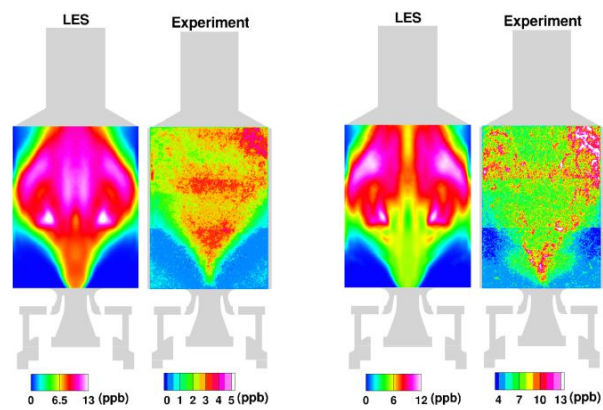 LES Experiment LES Experiment
0 6.5 13 (ppb) 0 1 2 3 4 5 (ppb) 0 6 12 (ppb) 4 7 10 13 (ppb)